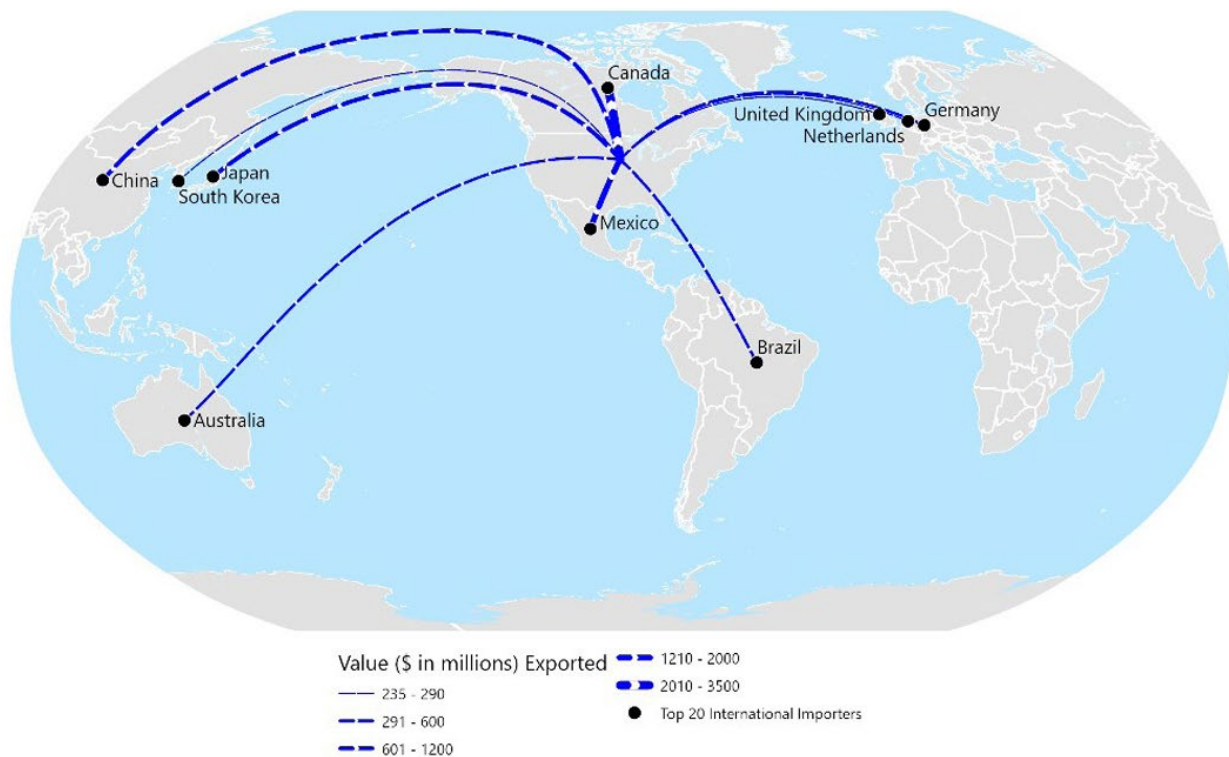 Canada
United Kingdom
Germany
Netherlands
China
Japan
South Korea
Mexico
Brazil
Australia
Value ($ in millions) Exported
235 - 290
291 - 600
601 - 1200
1210 - 2000
2010 - 3500
Top 20 International Importers